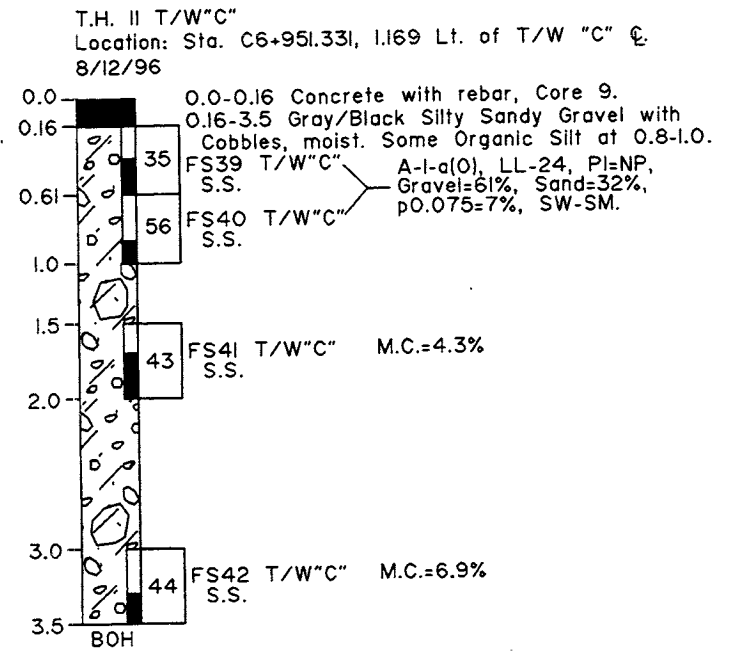 T.H. 11 T/W"C"
Location: Sta. C6+951.331, 1.169 Lt. of T/W "C" ℄.
8/12/96
0.0 0.0-0.16 Concrete with rebar, Core 9.
0.16 0.16-3.5 Gray/Black Silty Sandy Gravel with
Cobbles, moist. Some Organic Silt at 0.8-1.0.
35 FS39 T/W"C" A-1-a(0), LL-24, PI=NP,
S.S. Gravel=61%, Sand=32%,
0.61 p0.075=7%, SW-SM.
56 FS40 T/W"C"
S.S.
1.0
1.5
43 FS41 T/W"C" M.C.=4.3%
S.S.
2.0
3.0
44 FS42 T/W"C" M.C.=6.9%
S.S.
3.5
BOH